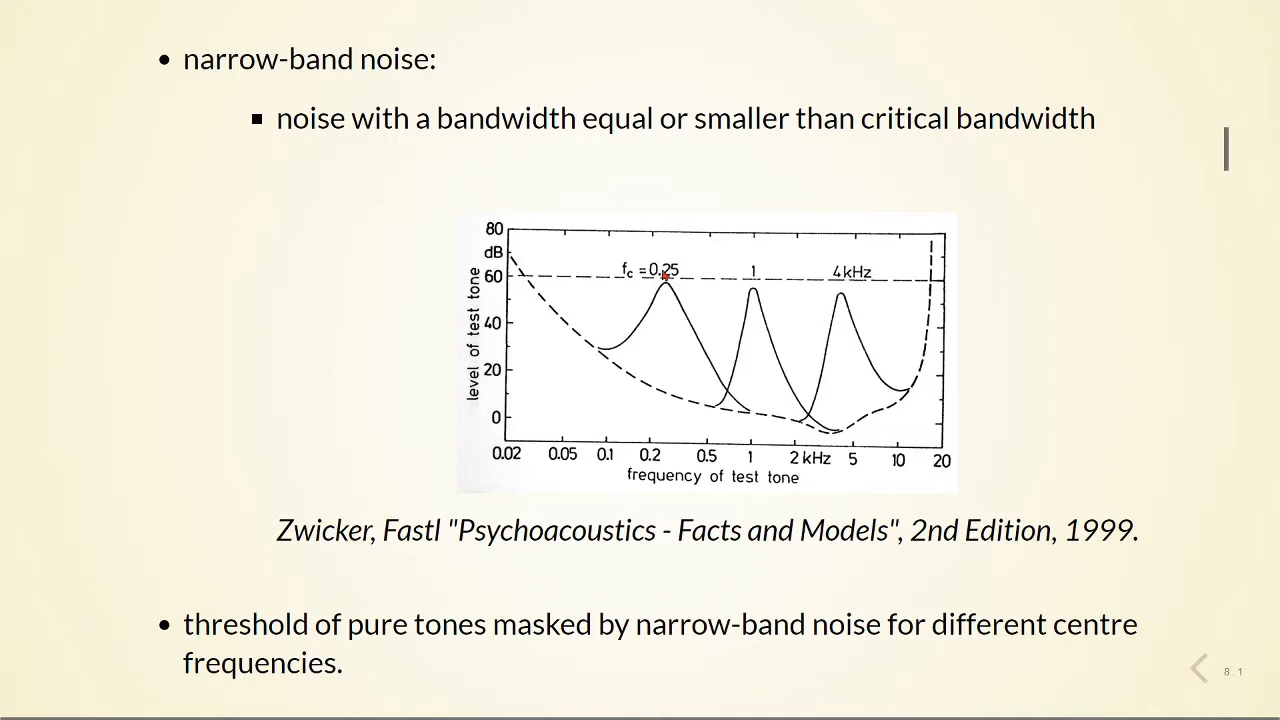 • narrow-band noise:
▪ noise with a bandwidth equal or smaller than critical bandwidth
80
dB
60
40
20
0
level of test tone
fc = 0.25
1
4 kHz
0.02 0.05 0.1 0.2 0.5 1 2 kHz 5 10 20
frequency of test tone
Zwicker, Fastl "Psychoacoustics - Facts and Models", 2nd Edition, 1999.
• threshold of pure tones masked by narrow-band noise for different centre
frequencies.
8.1